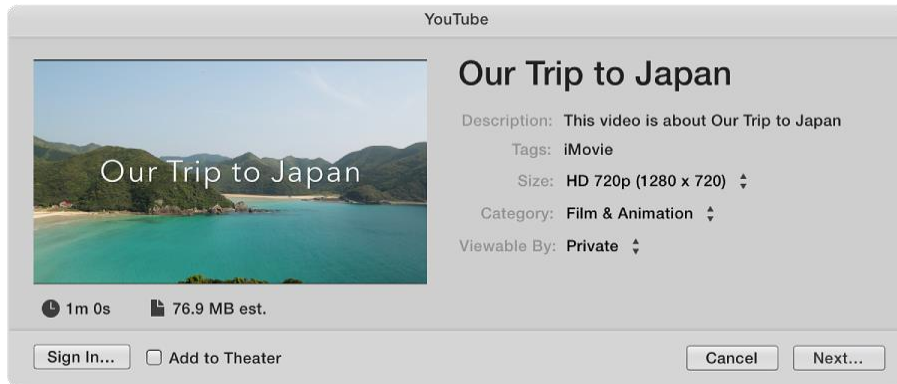 YouTube
Our Trip to Japan
Our Trip to Japan
Description: This video is about Our Trip to Japan
Tags: iMovie
Size: HD 720p (1280 x 720)
Category: Film & Animation
Viewable By: Private
1m 0s 76.9 MB est.
Sign In... Add to Theater Cancel Next...